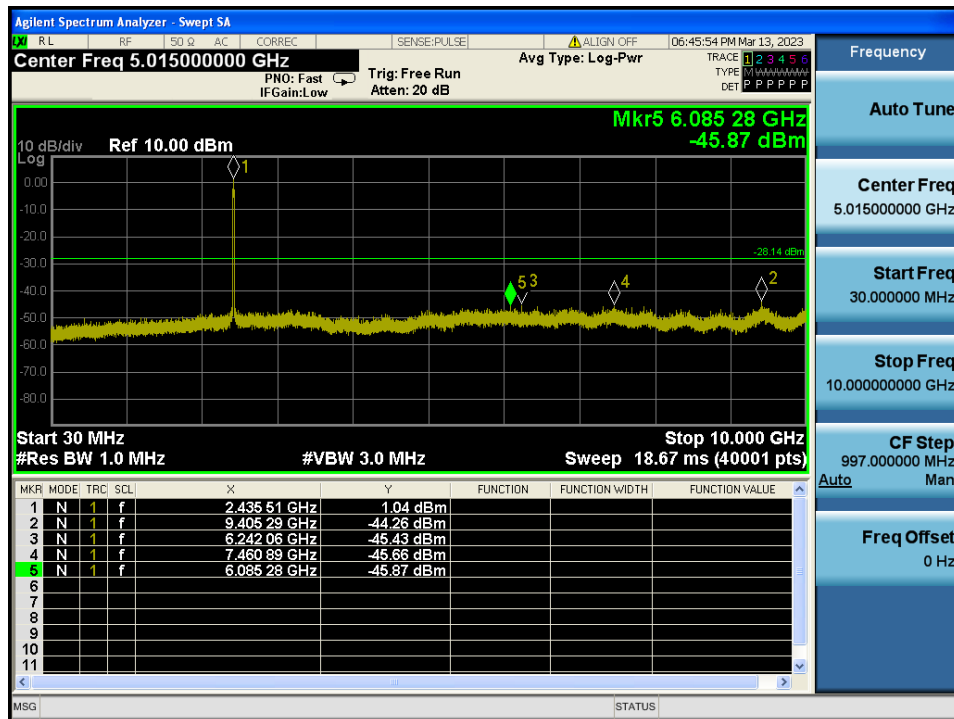 Agilent Spectrum Analyzer - Swept SA
LXI RL RF 50 Ω AC CORREC SENSE:PULSE ALIGN OFF 06:45:54 PM Mar 13, 2023
Center Freq 5.015000000 GHz
PNO: Fast
IFGain:Low
Trig: Free Run
Atten: 20 dB
Avg Type: Log-Pwr
TRACE 1 2 3 4 5 6
TYPE M
DET P P P P P P
Mkr5 6.085 28 GHz
-45.87 dBm
10 dB/div Ref 10.00 dBm
Log
0.00
-10.0
-20.0
-30.0
-40.0
-50.0
-60.0
-70.0
-80.0
1
-28.14 dBm
5 3 4 2
Start 30 MHz Stop 10.000 GHz
#Res BW 1.0 MHz #VBW 3.0 MHz Sweep 18.67 ms (40001 pts)
MKR MODE TRC SCL X Y FUNCTION FUNCTION WIDTH FUNCTION VALUE
1 N 1 f 2.435 51 GHz 1.04 dBm
2 N 1 f 9.405 29 GHz -44.26 dBm
3 N 1 f 6.242 06 GHz -45.43 dBm
4 N 1 f 7.460 89 GHz -45.66 dBm
5 N 1 f 6.085 28 GHz -45.87 dBm
6
7
8
9
10
11
MSG STATUS
Frequency
Auto Tune
Center Freq
5.015000000 GHz
Start Freq
30.000000 MHz
Stop Freq
10.000000000 GHz
CF Step
997.000000 MHz
Auto Man
Freq Offset
0 Hz